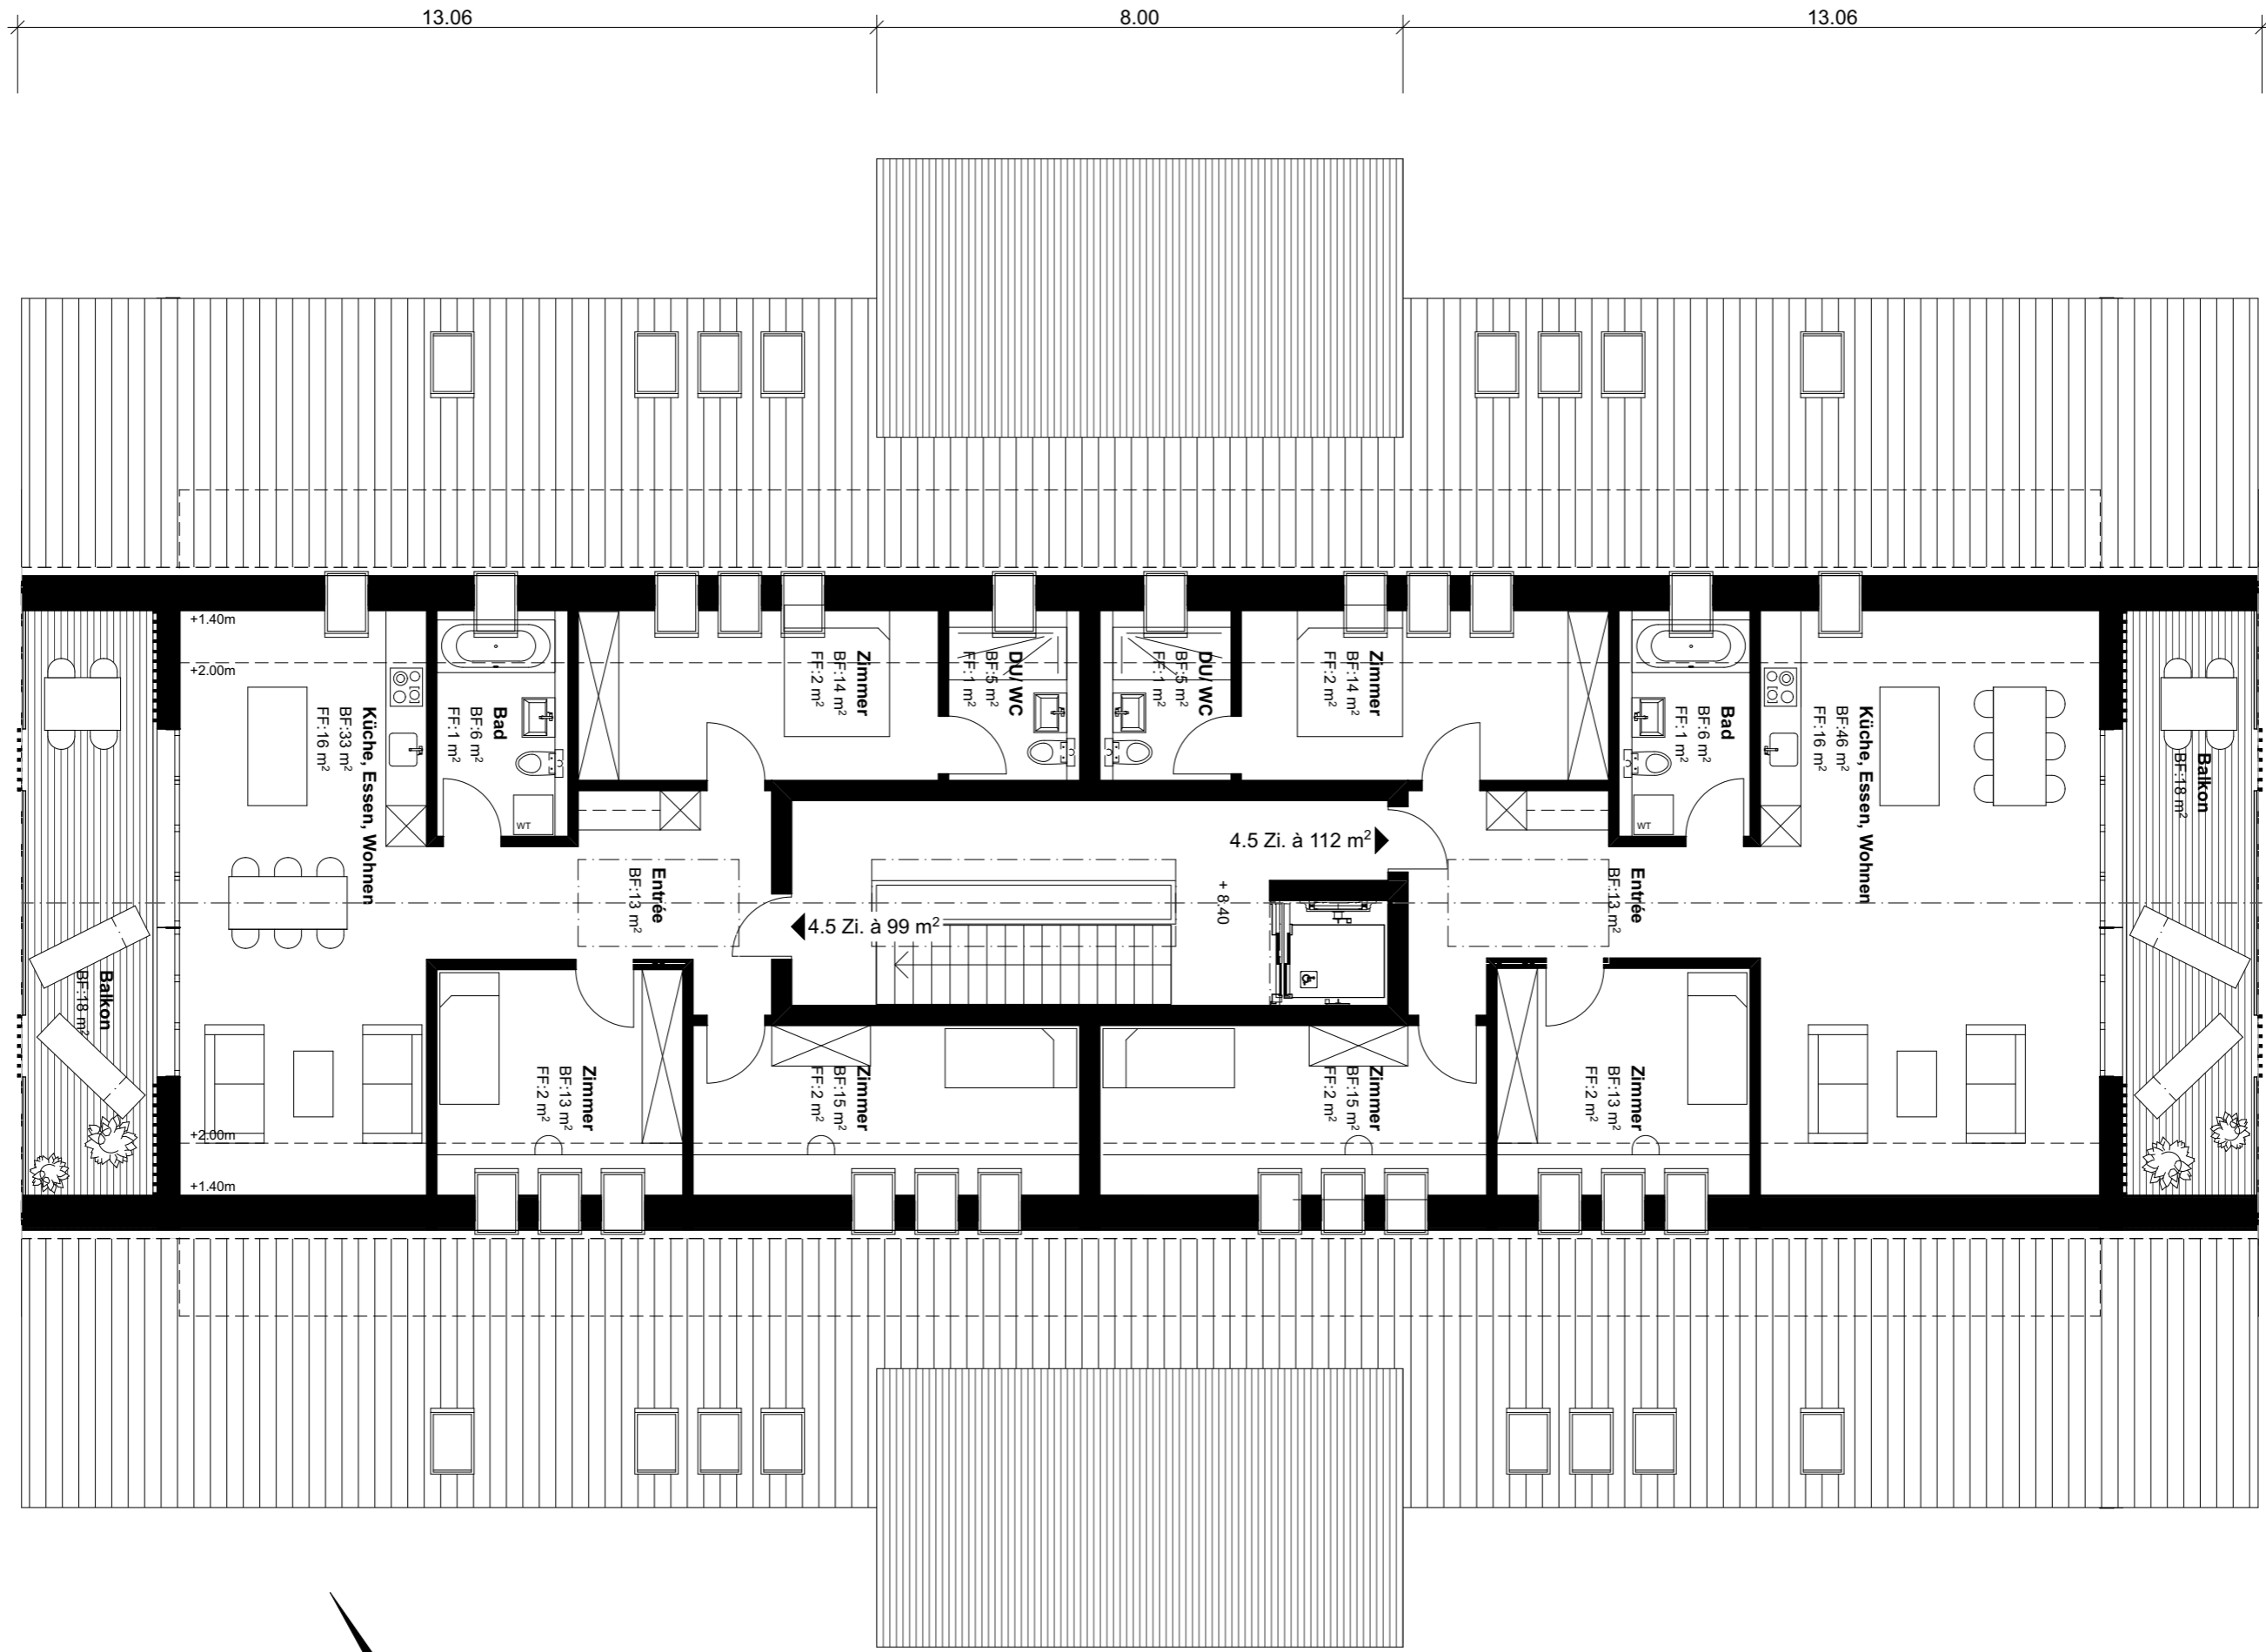 13.06
8.00
13.06
+1.40m
+2.00m
Küche, Essen, Wohnen
BF:33 m²
FF:16 m²
Bad
BF:6 m²
FF:1 m²
WT
Zimmer
BF:14 m²
FF:2 m²
DU/ WC
BF:5 m²
FF:1 m²
DU/ WC
BF:5 m²
FF:1 m²
Zimmer
BF:14 m²
FF:2 m²
Bad
BF:6 m²
FF:1 m²
WT
Küche, Essen, Wohnen
BF:46 m²
FF:16 m²
Balkon
BF:18 m²
4.5 Zi. à 112 m²
Entrée
BF:13 m²
4.5 Zi. à 99 m²
+ 8.40
Entrée
BF:13 m²
Balkon
BF:18 m²
Zimmer
BF:13 m²
FF:2 m²
Zimmer
BF:15 m²
FF:2 m²
Zimmer
BF:15 m²
FF:2 m²
Zimmer
BF:13 m²
FF:2 m²
+2.00m
+1.40m